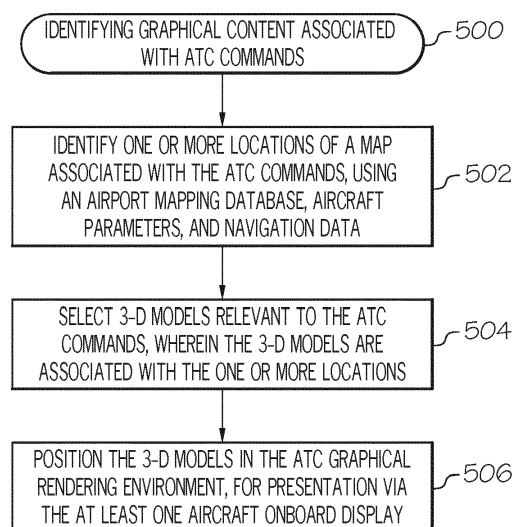 IDENTIFYING GRAPHICAL CONTENT ASSOCIATED
WITH ATC COMMANDS
500
IDENTIFY ONE OR MORE LOCATIONS OF A MAP
ASSOCIATED WITH THE ATC COMMANDS, USING
AN AIRPORT MAPPING DATABASE, AIRCRAFT
PARAMETERS, AND NAVIGATION DATA
502
SELECT 3-D MODELS RELEVANT TO THE ATC
COMMANDS, WHEREIN THE 3-D MODELS ARE
ASSOCIATED WITH THE ONE OR MORE LOCATIONS
504
POSITION THE 3-D MODELS IN THE ATC GRAPHICAL
RENDERING ENVIRONMENT, FOR PRESENTATION VIA
THE AT LEAST ONE AIRCRAFT ONBOARD DISPLAY
506